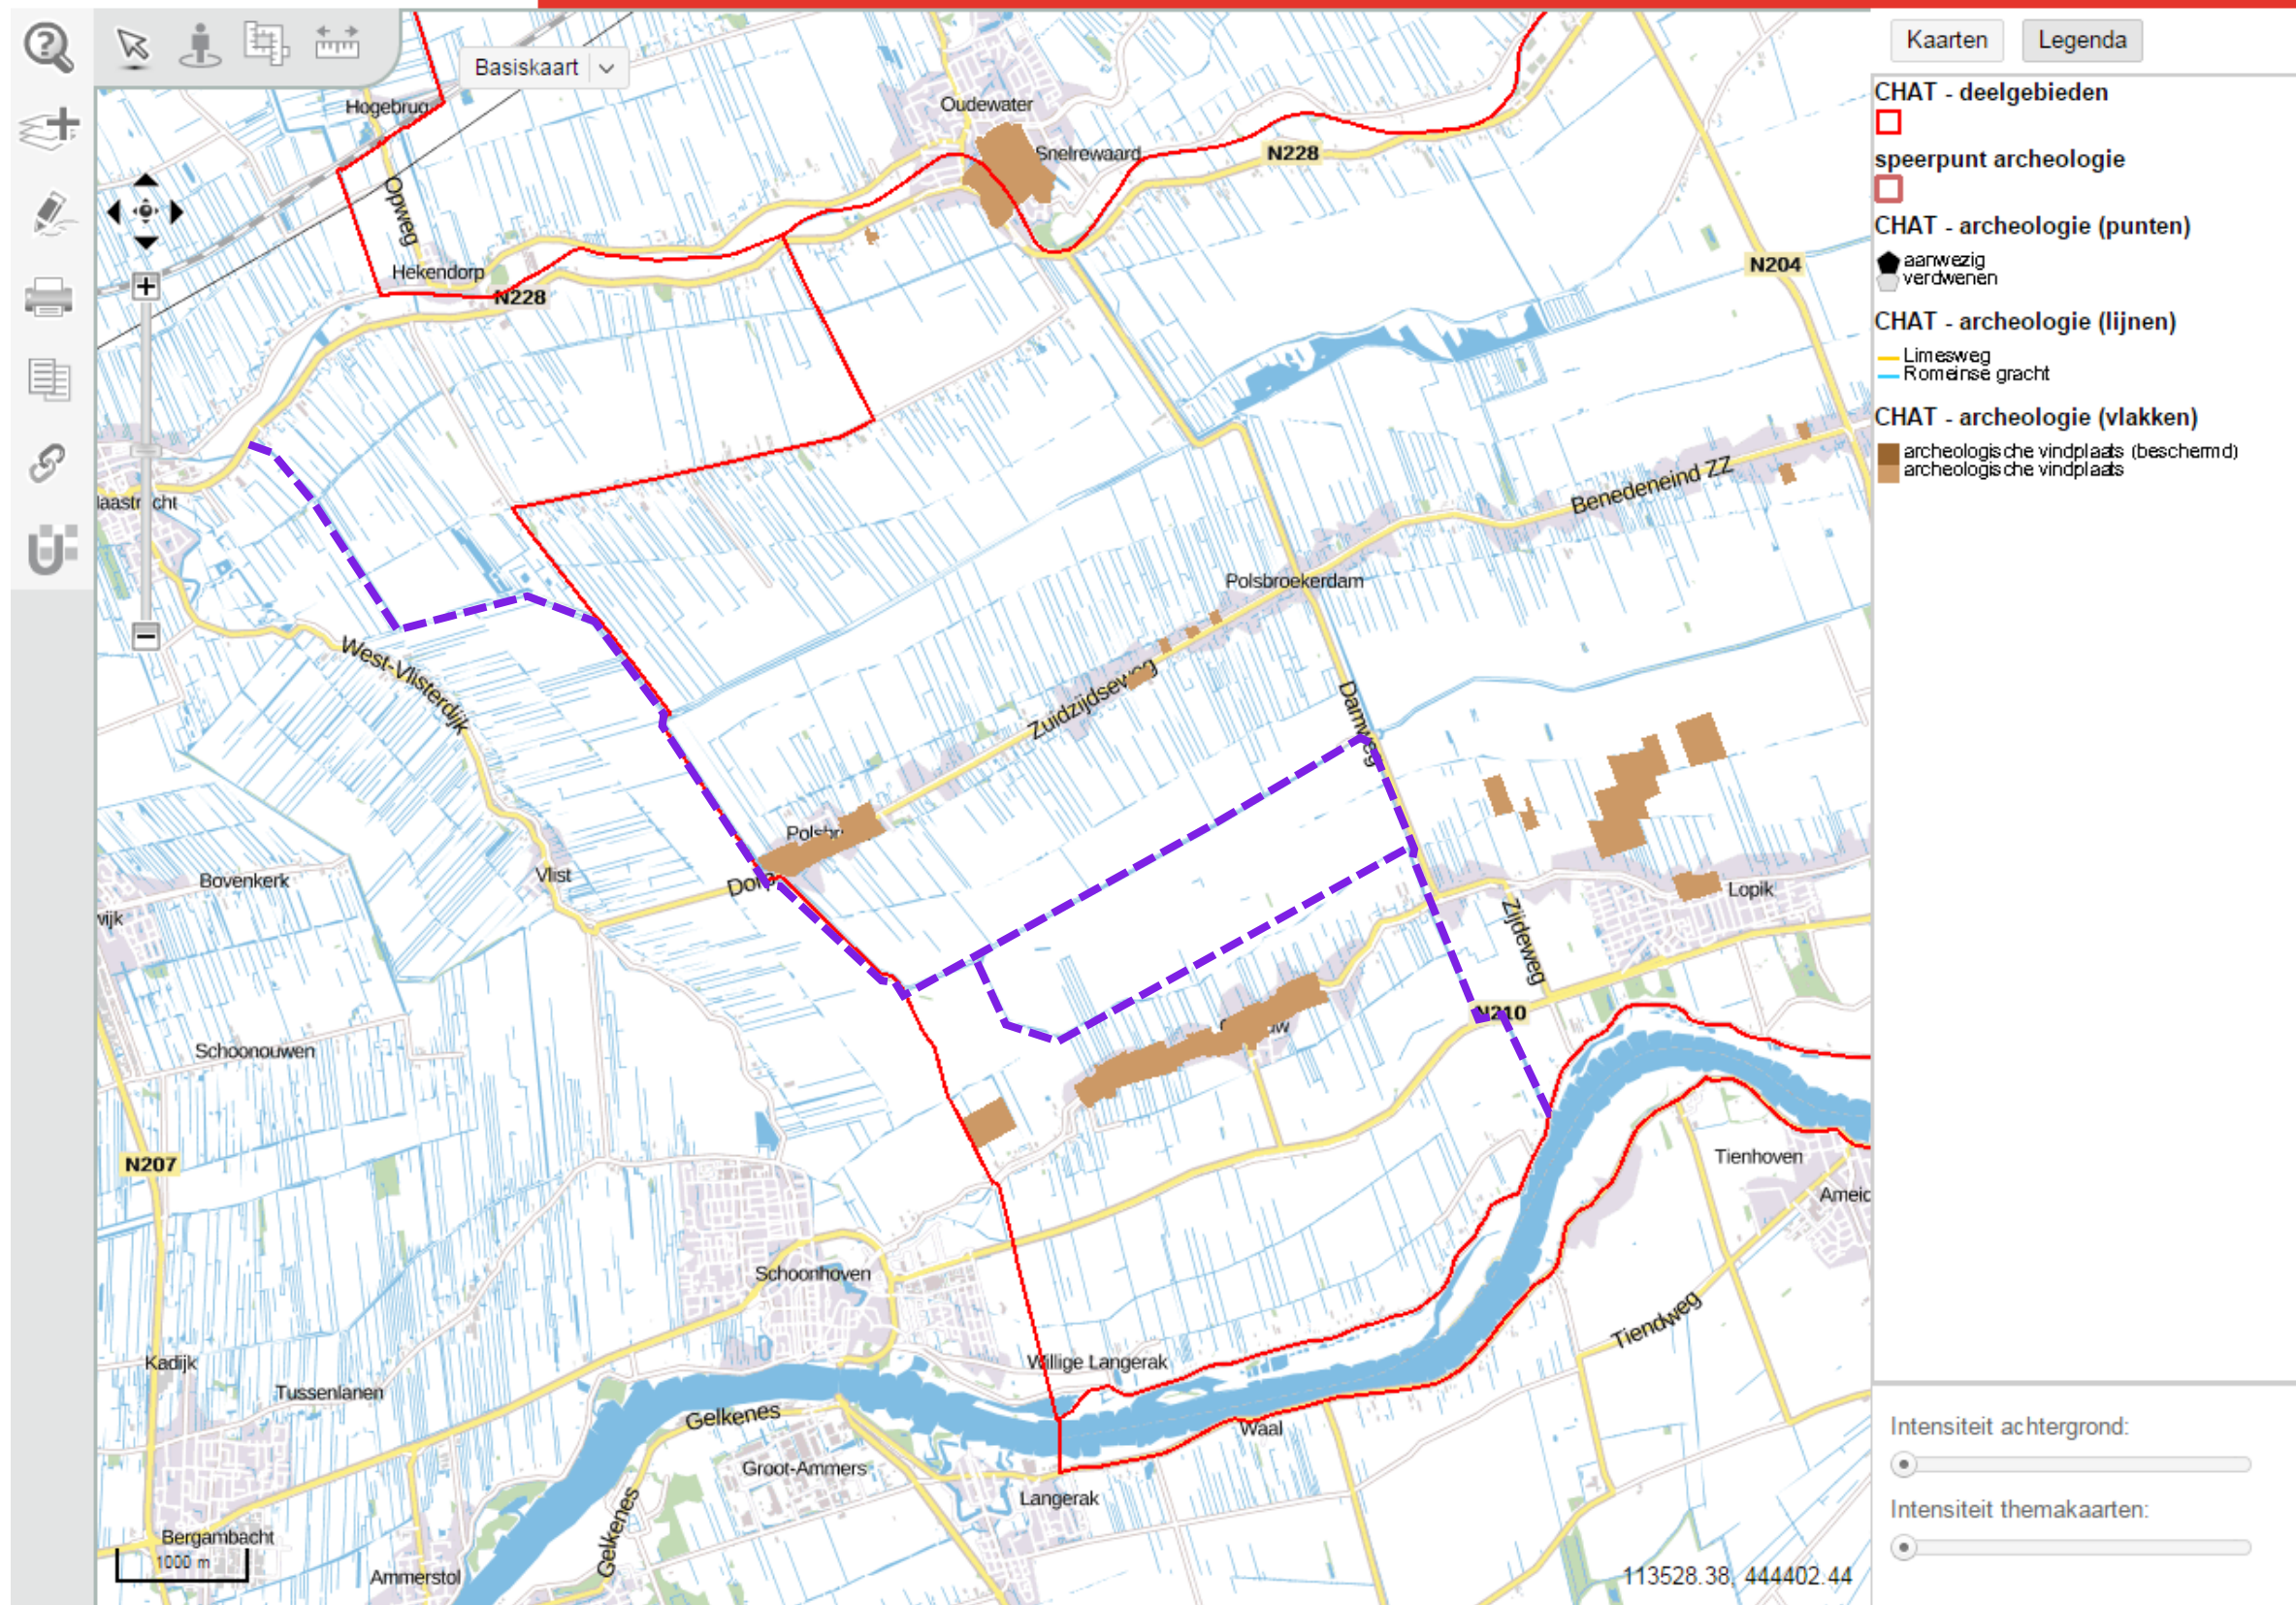 Basiskaart
Kaarten
Legenda
CHAT - deelgebieden
speerpunt archeologie
CHAT - archeologie (punten)
aanwezig
verdwenen
CHAT - archeologie (lijnen)
Limesweg
Romeinse gracht
CHAT - archeologie (vlakken)
archeologische vindplaats (beschermd)
archeologische vindplaats
Intensiteit achtergrond:
Intensiteit themakaarten:
Hogebrug
Oudewater
Snelrewaard
N228
Opweg
Hekendorp
N228
N204
Benedeneind ZZ
Polsbroekerdam
West-Vlisterdijk
Zuidzijdseweg
Damweg
Bovenkerk
Vlist
wijk
Lopik
Zijdeweg
N210
Schoonouwen
N207
Tienhoven
Ameid
Schoonhoven
Willige Langerak
Tiendweg
Kadijk
Tussenlanen
Gelkenes
Waal
Groot-Ammers
Langerak
Gelkenes
Bergambacht
1000 m
Ammerstol
113528.38, 444402.44